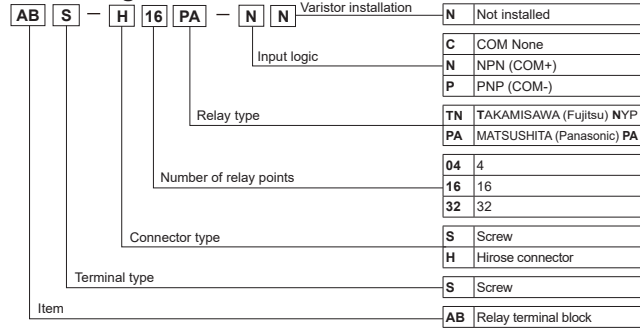 AB S — H 16 PA — N N
Varistor installation
N Not installed
Input logic
C COM None
N NPN (COM+)
P PNP (COM-)
Relay type
TN TAKAMISAWA (Fujitsu) NYP
PA MATSUSHITA (Panasonic) PA
Number of relay points
04 4
16 16
32 32
Connector type
S Screw
H Hirose connector
Terminal type
S Screw
Item
AB Relay terminal block